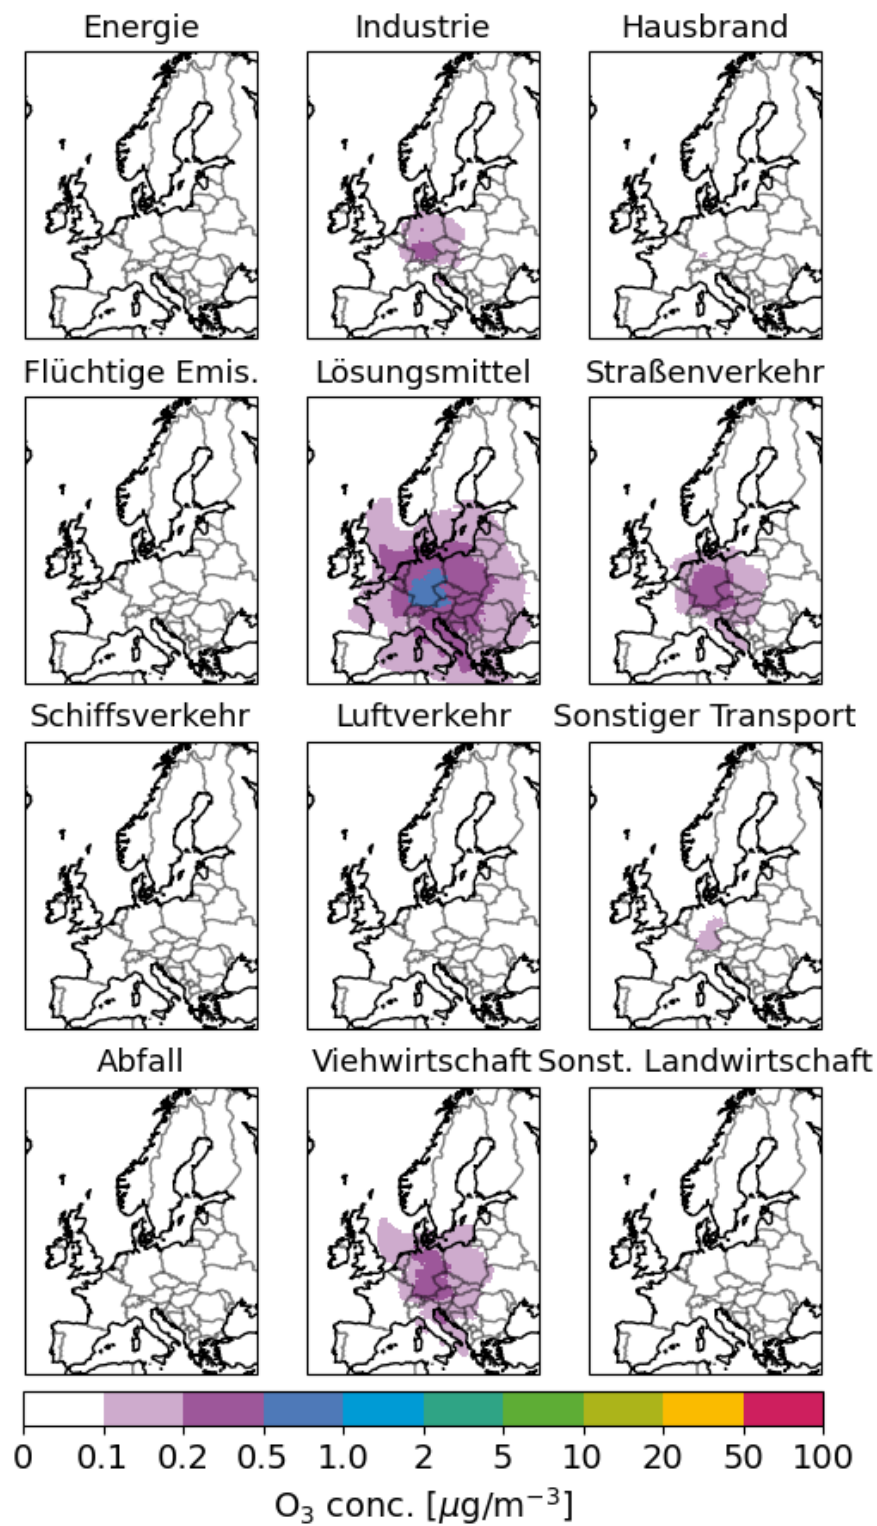 Energie Industrie Hausbrand
Flüchtige Emis. Lösungsmittel Straßenverkehr
Schiffsverkehr Luftverkehr Sonstiger Transport
Abfall Viehwirtschaft Sonst. Landwirtschaft
0 0.1 0.2 0.5 1.0 2 5 10 20 50 100
O₃ conc. [μg/m⁻³]